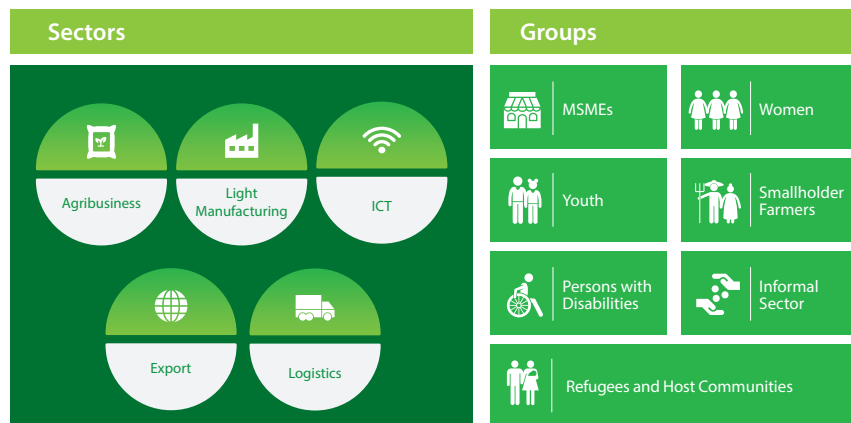 Sectors
Agribusiness
Light
Manufacturing
ICT
Export
Logistics
Groups
MSMEs
Women
Youth
Smallholder
Farmers
Persons with
Disabilities
Informal
Sector
Refugees and Host Communities